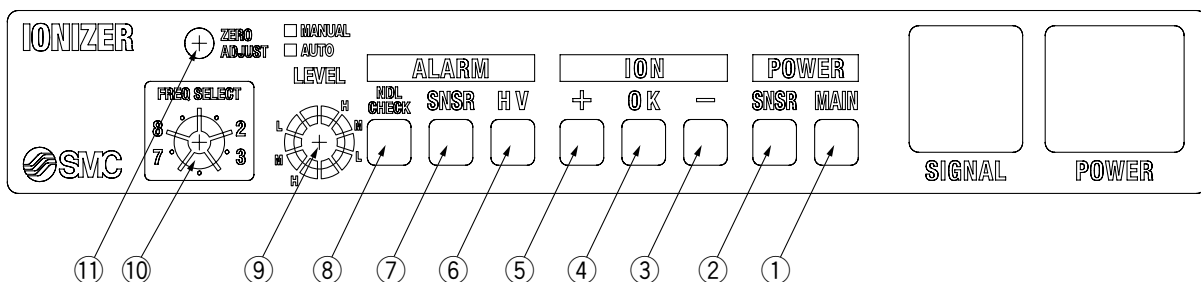 IONIZER
ZERO ADJUST
MANUAL
AUTO
LEVEL
ALARM
ION
POWER
FREQ SELECT
NDL CHECK
SNSR
HV
+
OK
−
SNSR
MAIN
8
2
7
3
H
L
M
M
L
H
SMC
SIGNAL
POWER
⑪
⑩
⑨
⑧
⑦
⑥
⑤
④
③
②
①